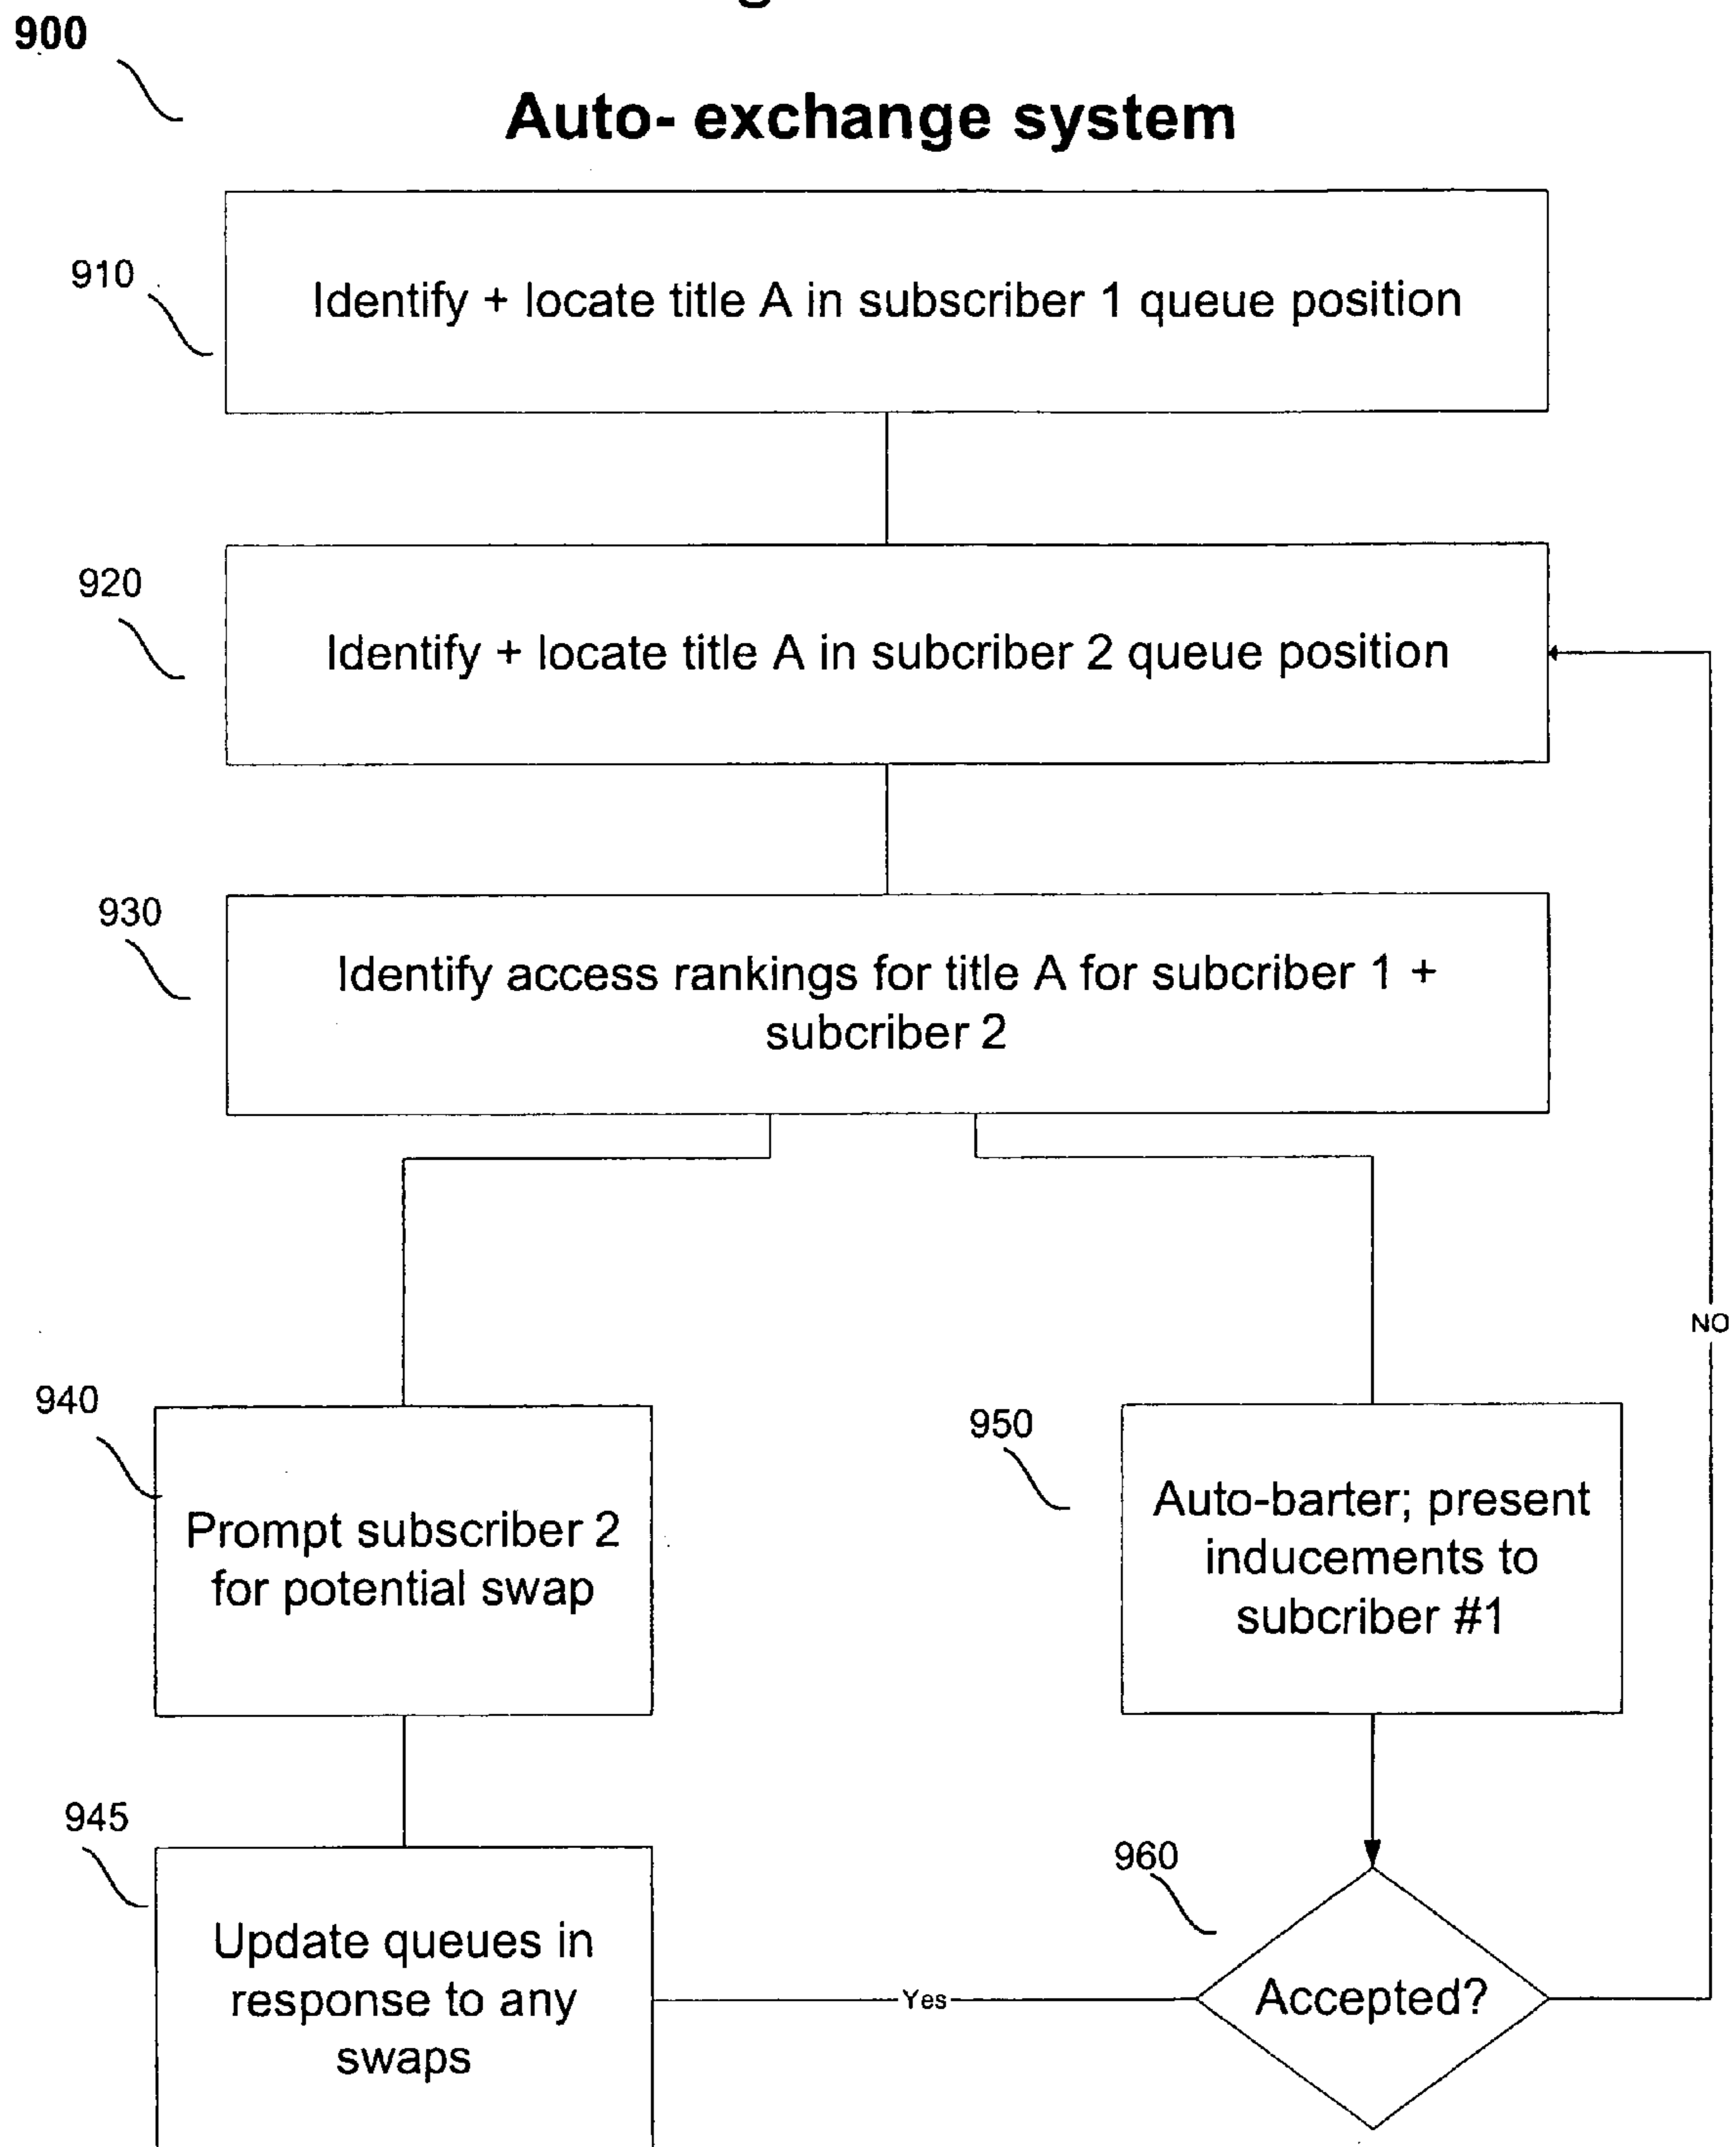 900
Auto- exchange system
910
Identify + locate title A in subscriber 1 queue position
920
Identify + locate title A in subcriber 2 queue position
930
Identify access rankings for title A for subcriber 1 +
subcriber 2
NO
940
Prompt subscriber 2
for potential swap
950
Auto-barter; present
inducements to
subcriber #1
945
Update queues in
response to any
swaps
Yes
960
Accepted?